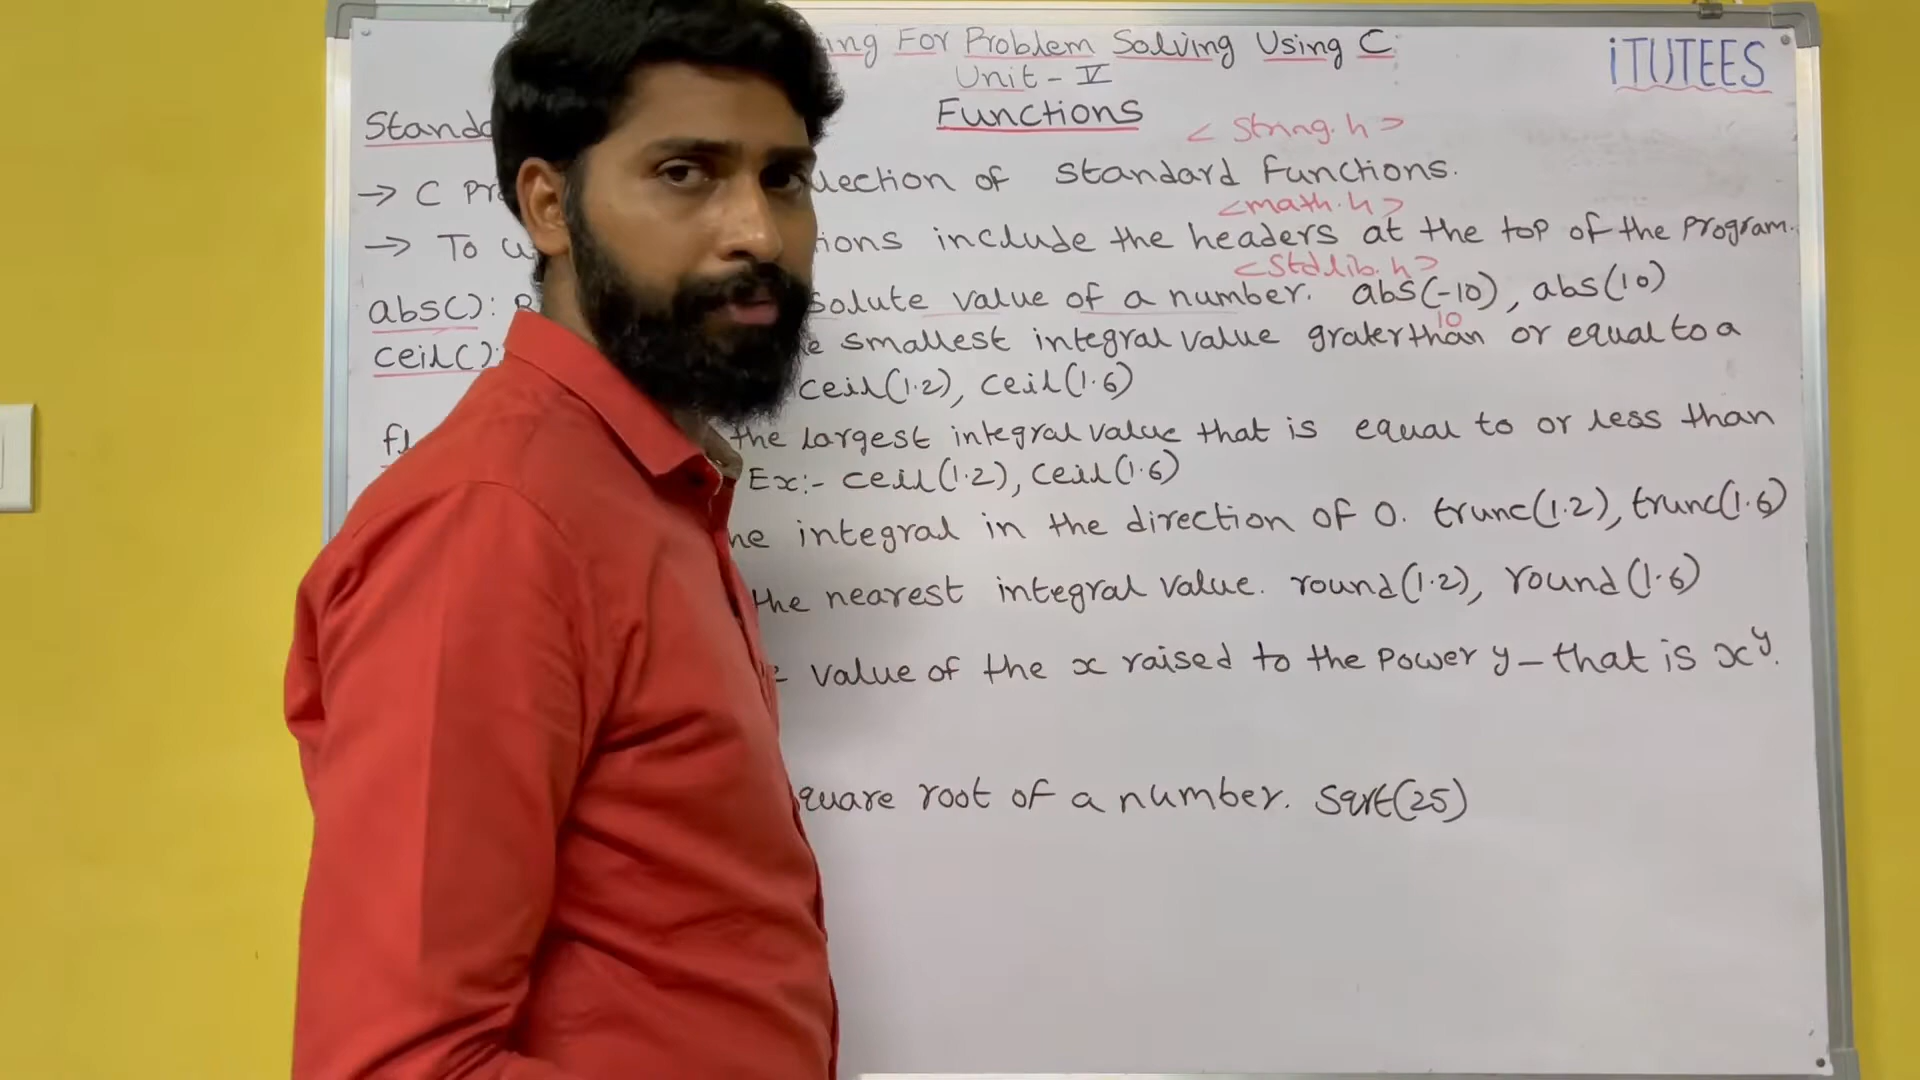 ing For Problem Solving Using C
iTUTEES
Unit - V
Functions
< string.h >
Standa
→ C Pr lection of standard functions.
<math.h>
→ To u ions include the headers at the top of the program.
<stdlib.h>
abs(): R solute value of a number. abs(-10), abs(10)
10
ceil(): e smallest integral value graterthan or equal to a
ceil(1.2), ceil(1.6)
fl the largest integral value that is equal to or less than
Ex:- ceil(1.2), ceil(1.6)
he integral in the direction of 0. trunc(1.2), trunc(1.6)
the nearest integral value. round(1.2), round(1.6)
e value of the x raised to the power y - that is x^y.
quare root of a number. sqrt(25)